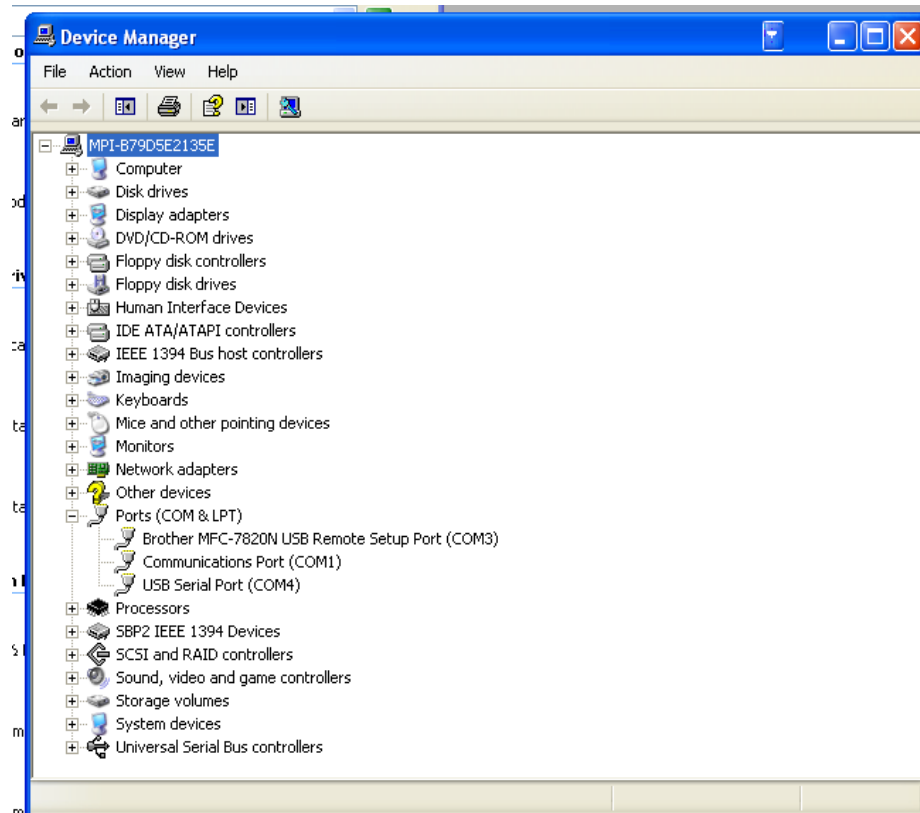 Device Manager
File Action View Help
MPI-B79D5E2135E
Computer
Disk drives
Display adapters
DVD/CD-ROM drives
Floppy disk controllers
Floppy disk drives
Human Interface Devices
IDE ATA/ATAPI controllers
IEEE 1394 Bus host controllers
Imaging devices
Keyboards
Mice and other pointing devices
Monitors
Network adapters
Other devices
Ports (COM & LPT)
Brother MFC-7820N USB Remote Setup Port (COM3)
Communications Port (COM1)
USB Serial Port (COM4)
Processors
SBP2 IEEE 1394 Devices
SCSI and RAID controllers
Sound, video and game controllers
Storage volumes
System devices
Universal Serial Bus controllers